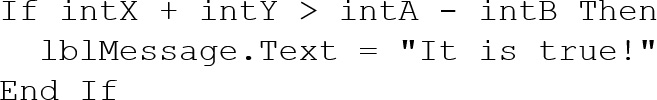 If intX + intY > intA - intB Then
  lblMessage.Text = "It is true!"
End If